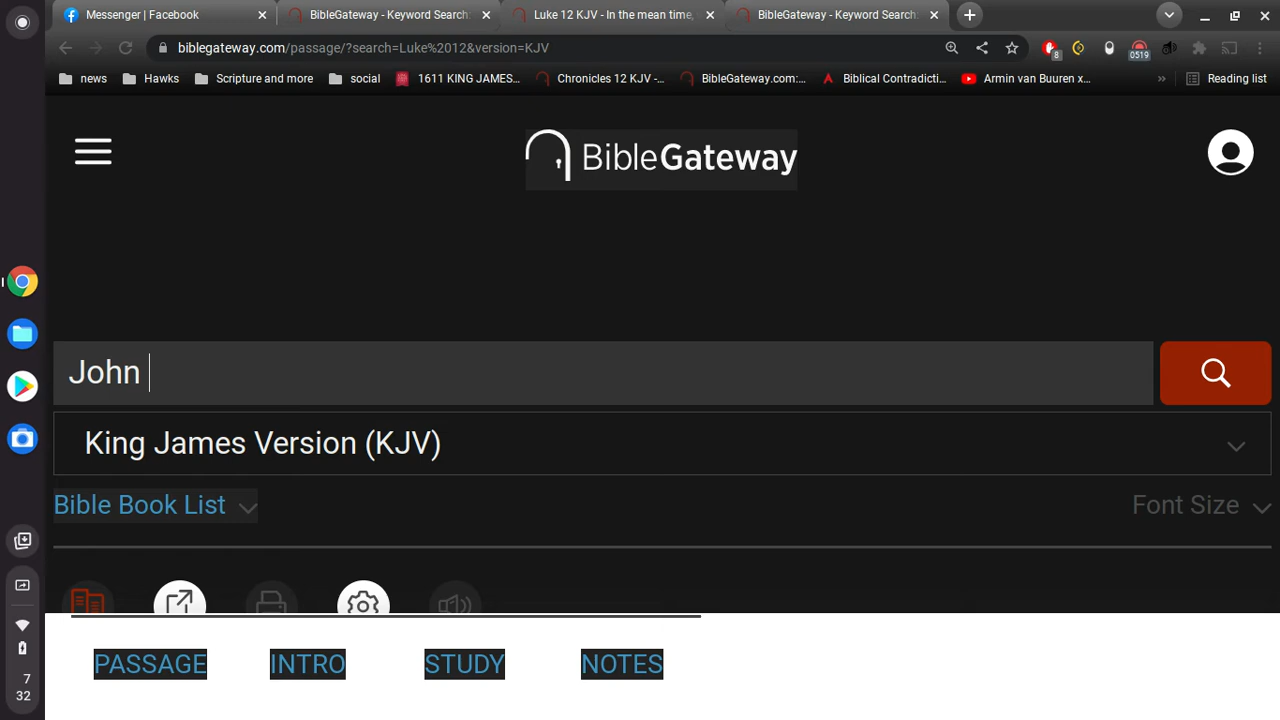 Messenger | Facebook
BibleGateway - Keyword Search:
Luke 12 KJV - In the mean time,
BibleGateway - Keyword Search:
biblegateway.com/passage/?search=Luke%2012&version=KJV
8
0519
news
Hawks
Scripture and more
social
1611 KING JAMES...
Chronicles 12 KJV -...
BibleGateway.com:...
Biblical Contradicti...
Armin van Buuren x...
»
Reading list
BibleGateway
John
King James Version (KJV)
Bible Book List
Font Size
PASSAGE INTRO STUDY NOTES
7
32